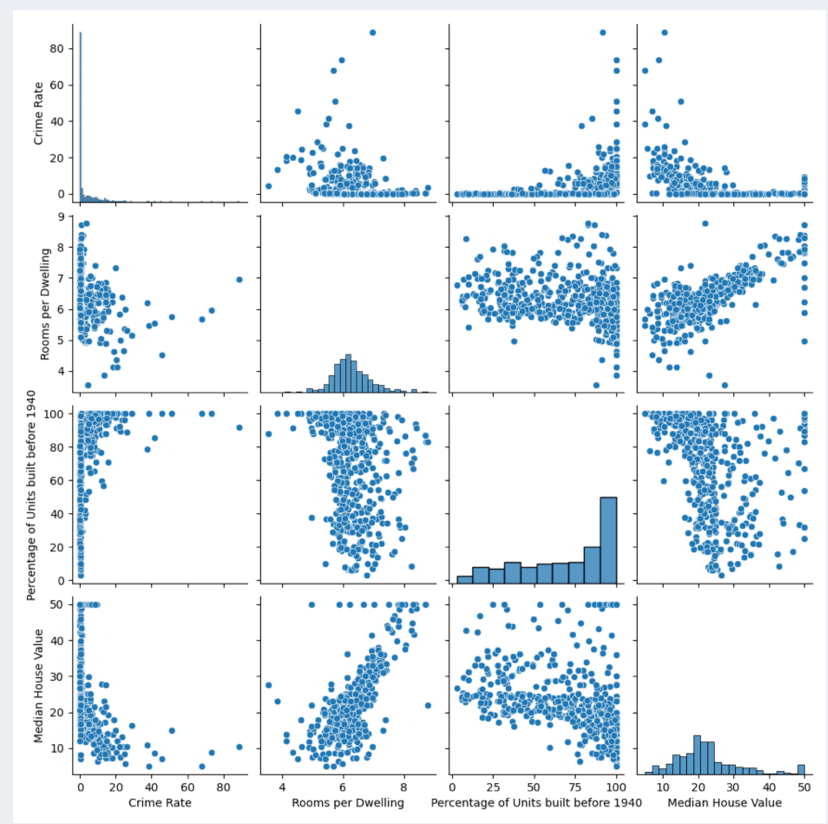 Crime Rate
80
60
40
20
0
Rooms per Dwelling
9
8
7
6
5
4
Percentage of Units built before 1940
100
80
60
40
20
0
Median House Value
50
40
30
20
10
0 20 40 60 80
Crime Rate
4 6 8
Rooms per Dwelling
0 25 50 75 100
Percentage of Units built before 1940
10 20 30 40 50
Median House Value